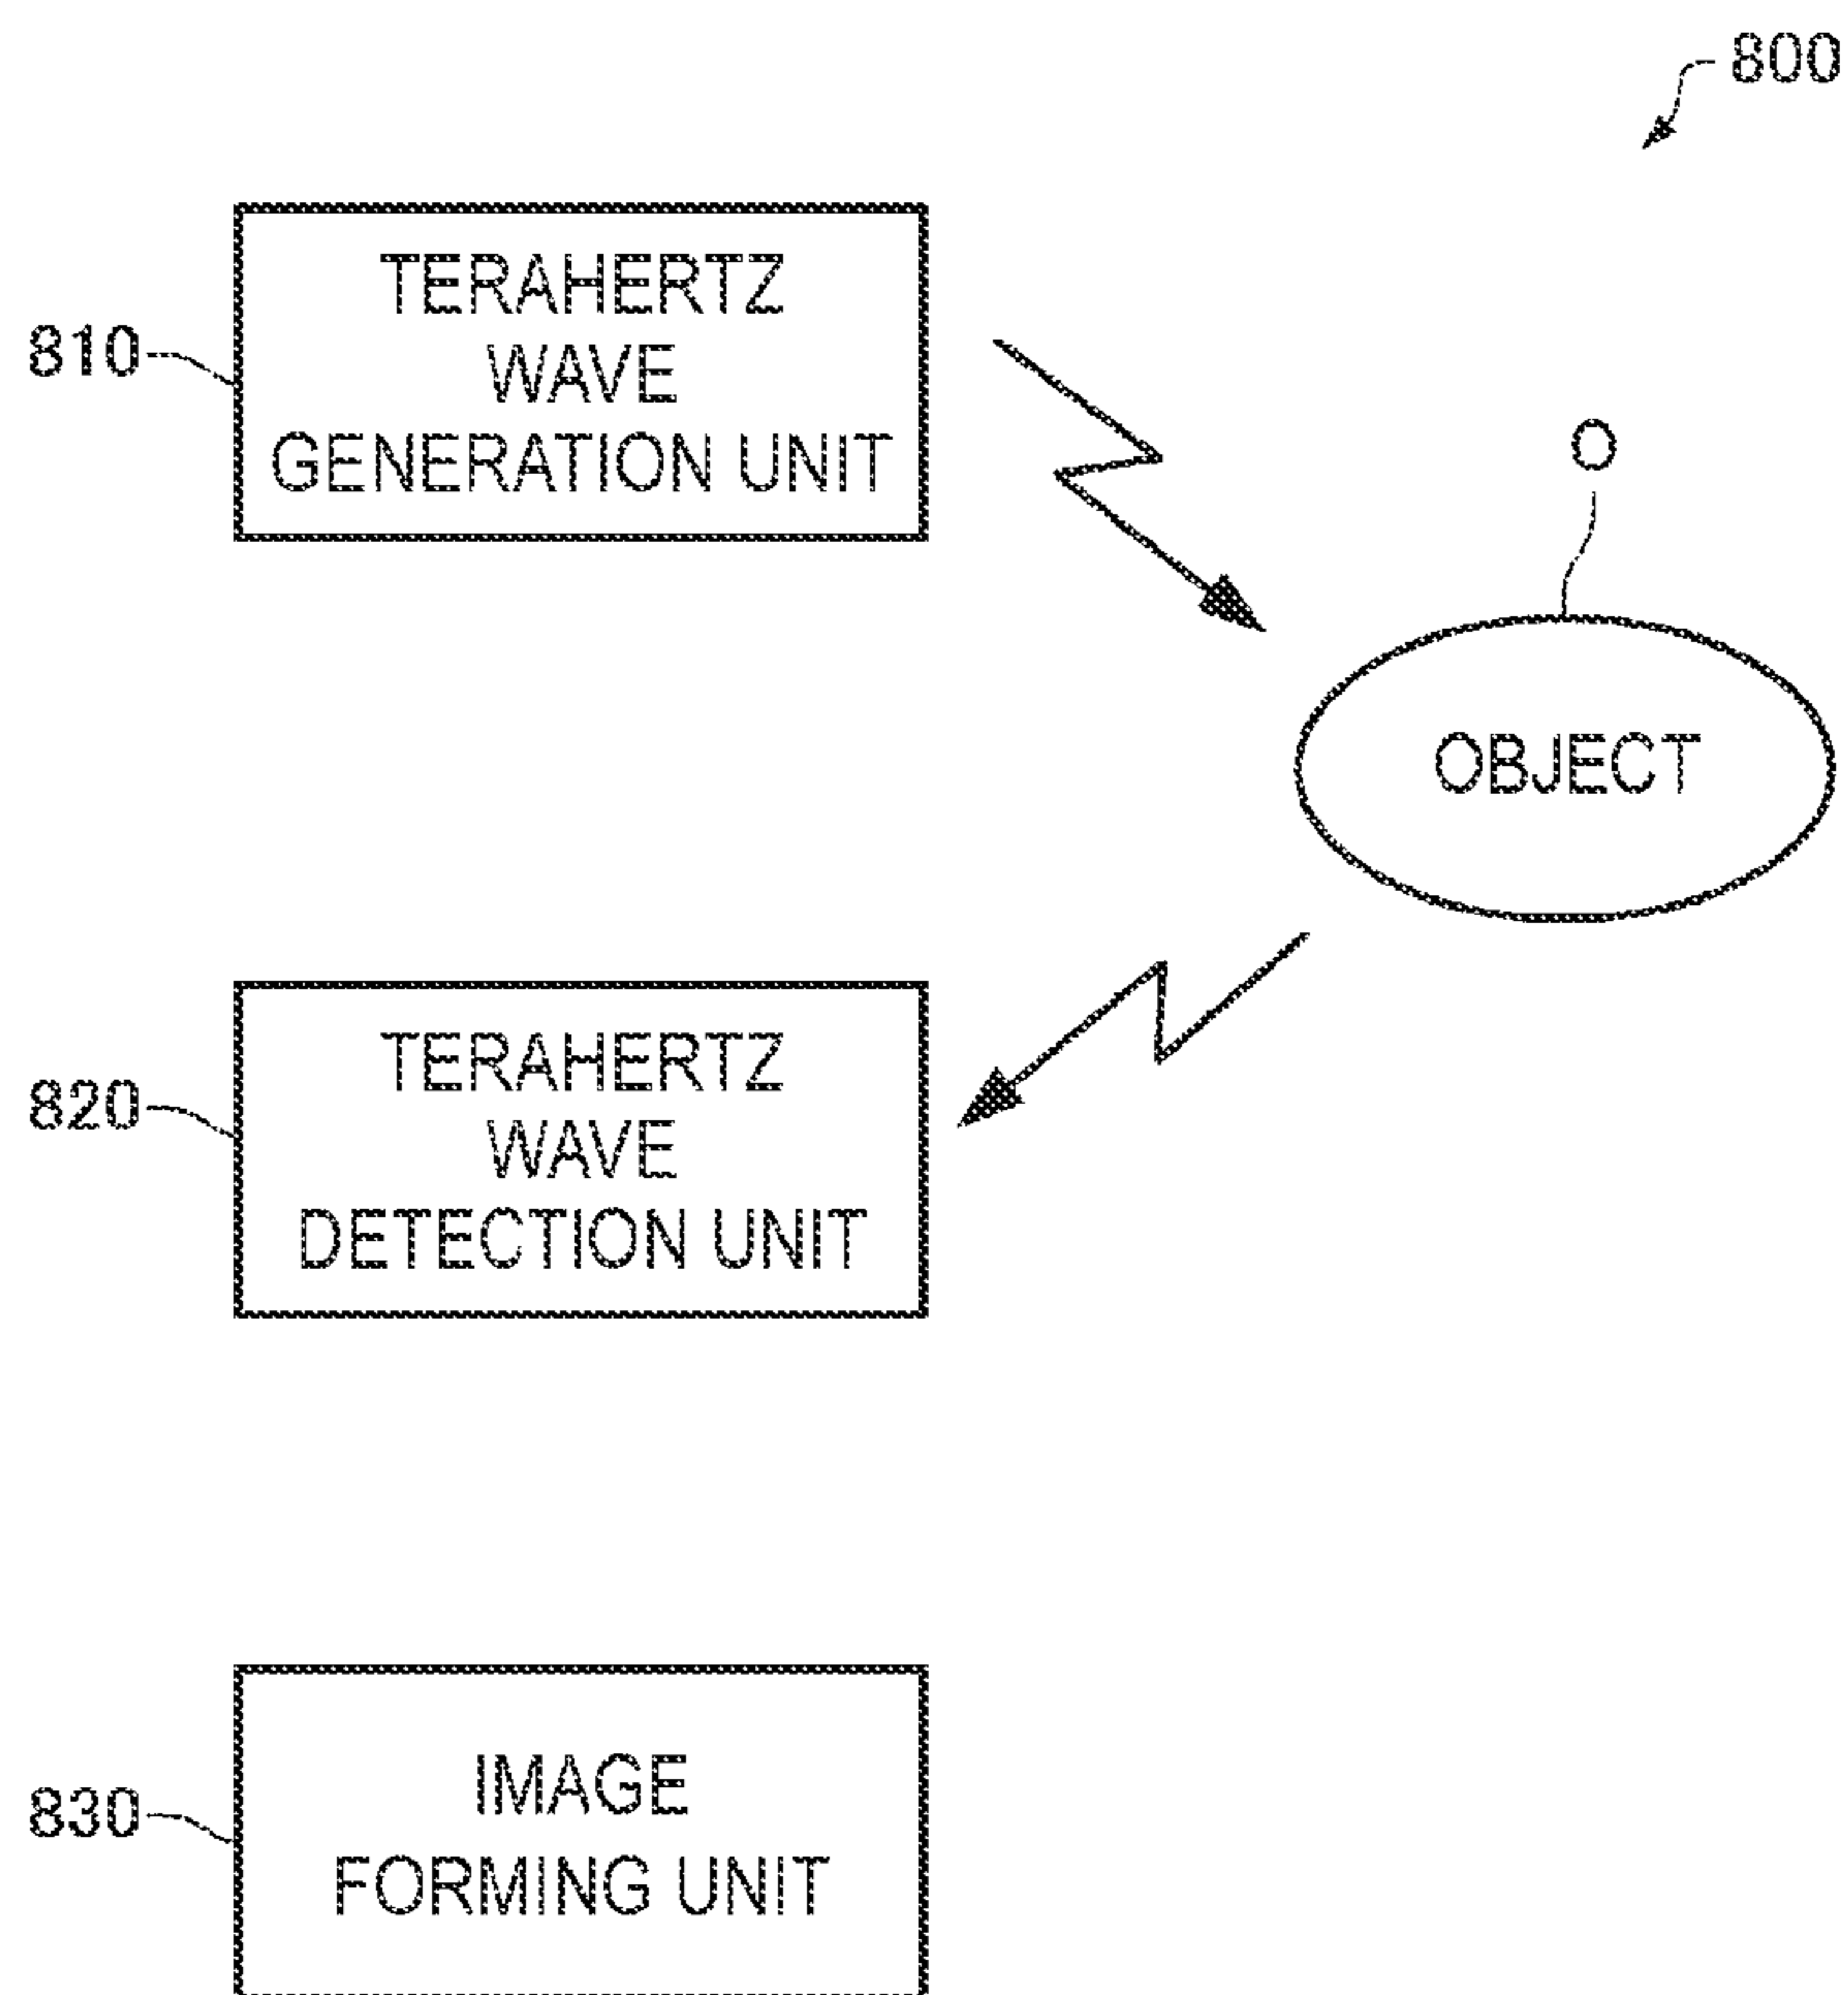 800
TERAHERTZ
WAVE
GENERATION UNIT
810
O
OBJECT
TERAHERTZ
WAVE
DETECTION UNIT
820
IMAGE
FORMING UNIT
830